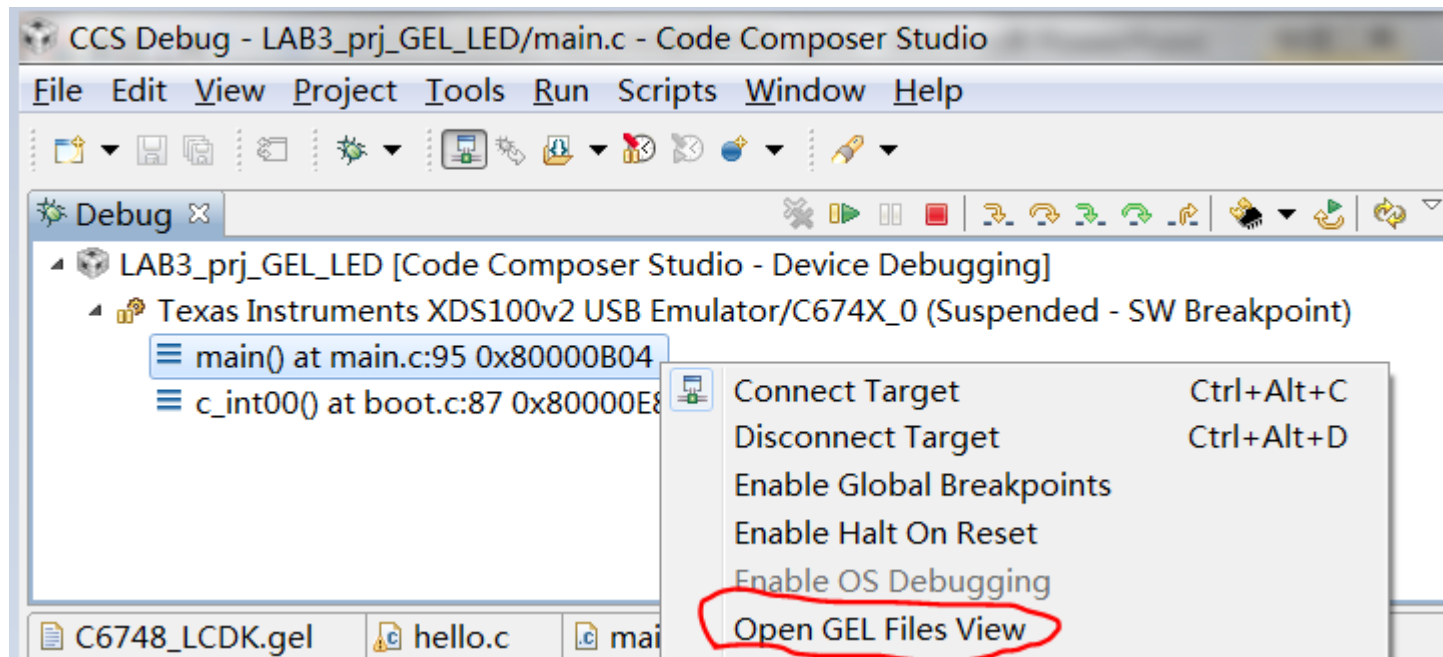 CCS Debug - LAB3_prj_GEL_LED/main.c - Code Composer Studio
File Edit View Project Tools Run Scripts Window Help
Debug
LAB3_prj_GEL_LED [Code Composer Studio - Device Debugging]
Texas Instruments XDS100v2 USB Emulator/C674X_0 (Suspended - SW Breakpoint)
main() at main.c:95 0x80000B04
c_int00() at boot.c:87 0x80000E8
Connect Target Ctrl+Alt+C
Disconnect Target Ctrl+Alt+D
Enable Global Breakpoints
Enable Halt On Reset
Enable OS Debugging
Open GEL Files View
C6748_LCDK.gel hello.c mai